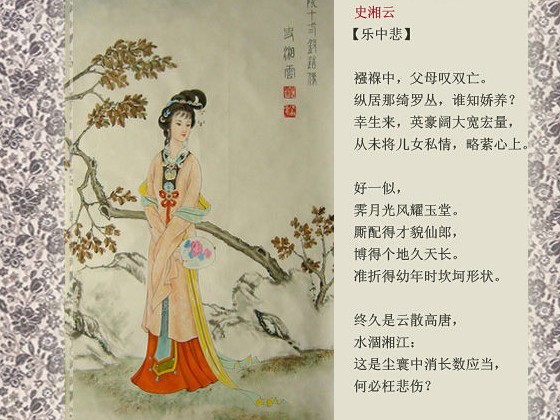 史湘云
【乐中悲】
襁褓中，父母叹双亡。
纵居那绮罗丛，谁知娇养？
幸生来，英豪阔大宽宏量，
从未将儿女私情，略萦心上。
好一似，
霁月光风耀玉堂。
厮配得才貌仙郎，
博得个地久天长。
准折得幼年时坎坷形状。
终久是云散高唐，
水涸湘江：
这是尘寰中消长数应当，
何必枉悲伤？
史湘雲